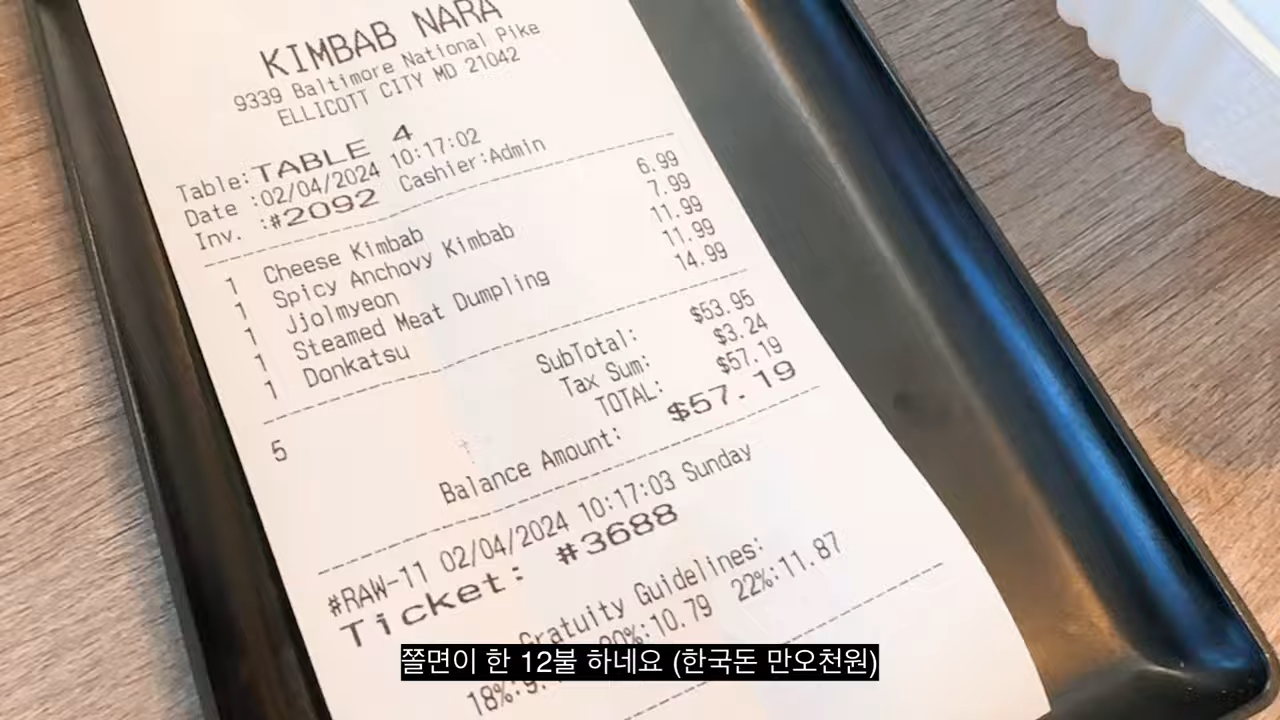 KIMBAB NARA
9339 Baltimore National Pike
ELLICOTT CITY MD 21042
Table:TABLE 4
Date :02/04/2024 10:17:02
Inv. :#2092 Cashier:Admin
1 Cheese Kimbab 6.99
1 Spicy Anchovy Kimbab 7.99
1 Jjolmyeon 11.99
1 Steamed Meat Dumpling 11.99
1 Donkatsu 14.99
SubTotal: $53.95
Tax Sum: $3.24
TOTAL: $57.19
5
Balance Amount: $57.19
#RAW-11 02/04/2024 10:17:03 Sunday
Ticket: #3688
Gratuity Guidelines:
18%: 10.79 22%:11.87
쫄면이 한 12불 하네요 (한국돈 만오천원)